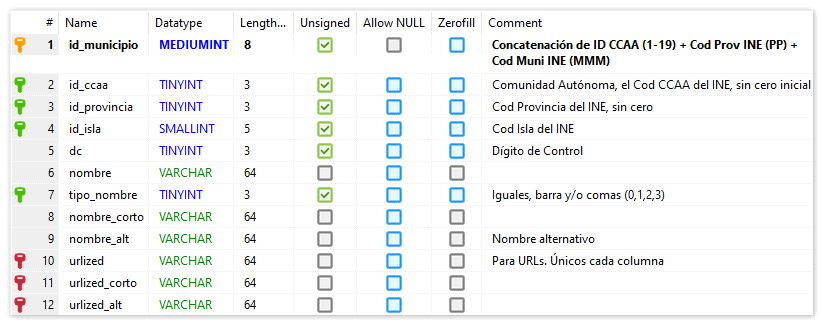 # Name Datatype Length... Unsigned Allow NULL Zerofill Comment
1 id_municipio MEDIUMINT 8 Concatenación de ID CCAA (1-19) + Cod Prov INE (PP) +
Cod Muni INE (MMM)
2 id_ccaa TINYINT 3 Comunidad Autónoma, el Cod CCAA del INE, sin cero inicial
3 id_provincia TINYINT 3 Cod Provincia del INE, sin cero
4 id_isla SMALLINT 5 Cod Isla del INE
5 dc TINYINT 3 Dígito de Control
6 nombre VARCHAR 64
7 tipo_nombre TINYINT 3 Iguales, barra y/o comas (0,1,2,3)
8 nombre_corto VARCHAR 64
9 nombre_alt VARCHAR 64 Nombre alternativo
10 urlized VARCHAR 64 Para URLs. Únicos cada columna
11 urlized_corto VARCHAR 64
12 urlized_alt VARCHAR 64